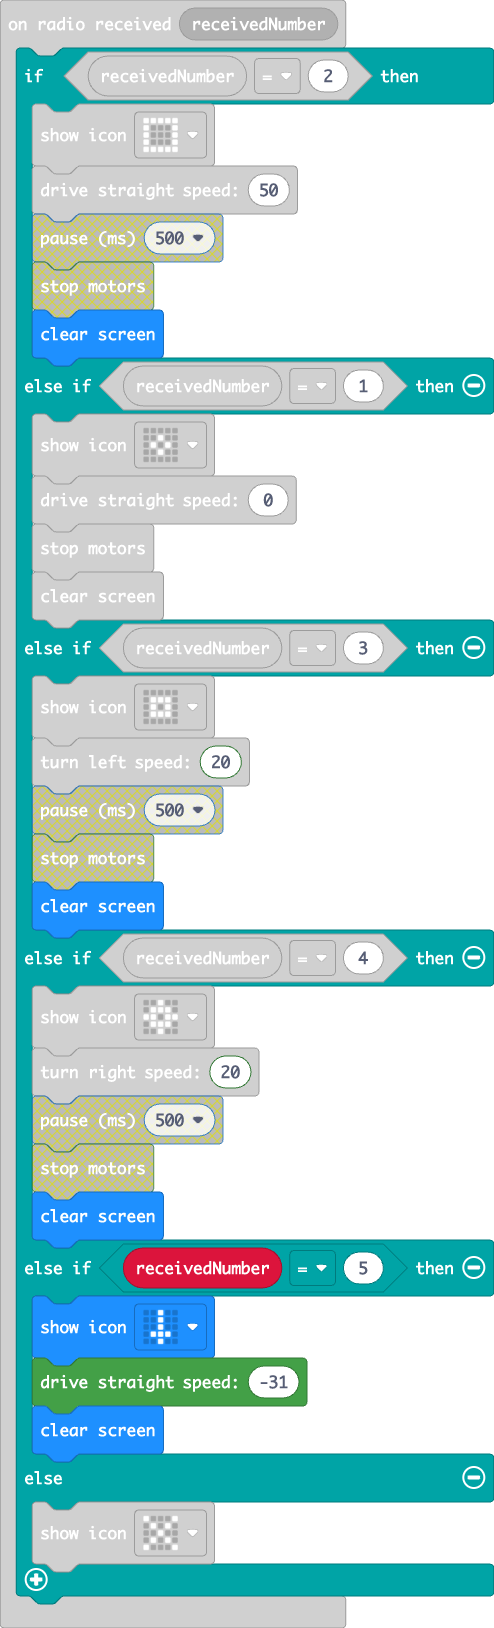 on radio received receivedNumber
if receivedNumber = 2 then
show icon
drive straight speed: 50
pause (ms) 500
stop motors
clear screen
else if receivedNumber = 1 then
show icon
drive straight speed: 0
stop motors
clear screen
else if receivedNumber = 3 then
show icon
turn left speed: 20
pause (ms) 500
stop motors
clear screen
else if receivedNumber = 4 then
show icon
turn right speed: 20
pause (ms) 500
stop motors
clear screen
else if receivedNumber = 5 then
show icon
drive straight speed: -31
clear screen
else
show icon